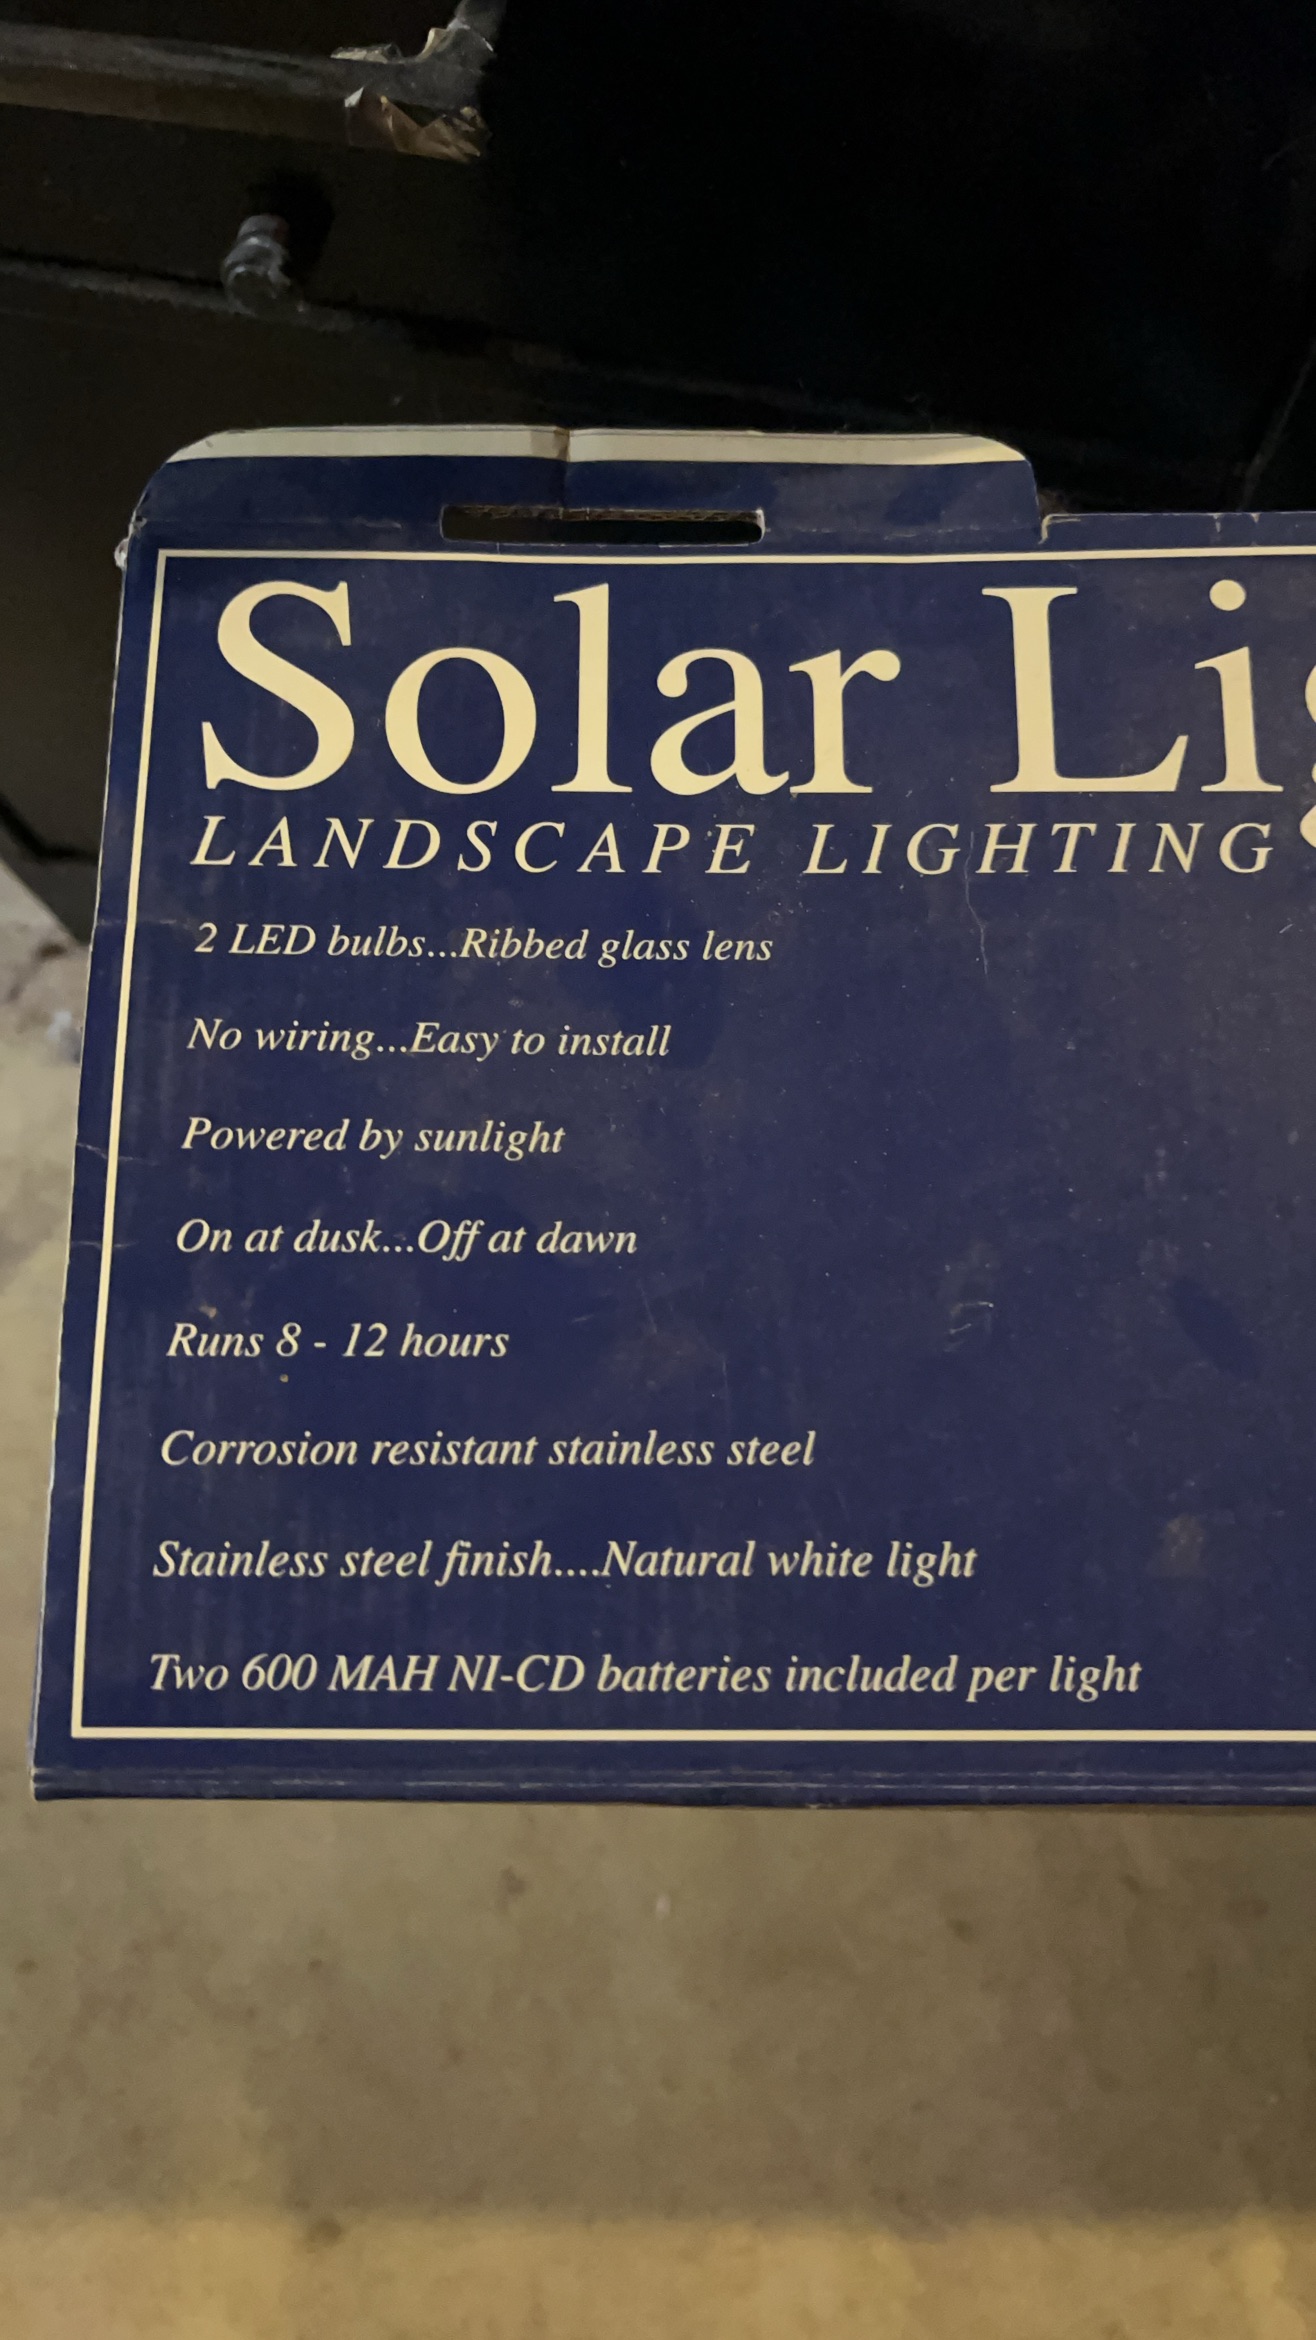 Solar Lig
LANDSCAPE LIGHTING
2 LED bulbs...Ribbed glass lens
No wiring...Easy to install
Powered by sunlight
On at dusk...Off at dawn
Runs 8 - 12 hours
Corrosion resistant stainless steel
Stainless steel finish....Natural white light
Two 600 MAH NI-CD batteries included per light